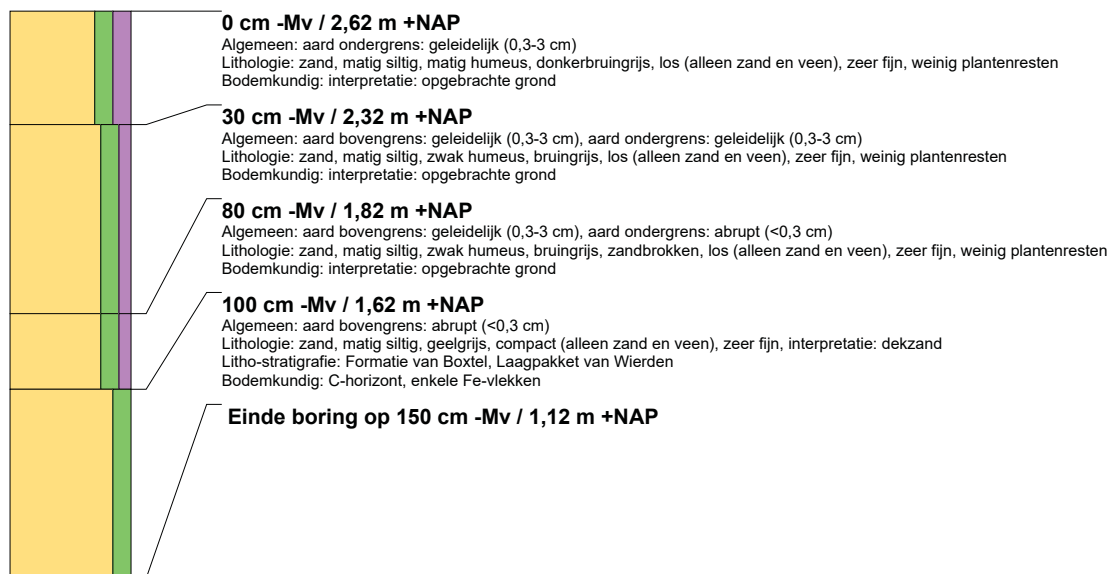 0 cm -Mv / 2,62 m +NAP
Algemeen: aard ondergrens: geleidelijk (0,3-3 cm)
Lithologie: zand, matig siltig, matig humeus, donkerbruingrijs, los (alleen zand en veen), zeer fijn, weinig plantenresten
Bodemkundig: interpretatie: opgebrachte grond
30 cm -Mv / 2,32 m +NAP
Algemeen: aard bovengrens: geleidelijk (0,3-3 cm), aard ondergrens: geleidelijk (0,3-3 cm)
Lithologie: zand, matig siltig, zwak humeus, bruingrijs, los (alleen zand en veen), zeer fijn, weinig plantenresten
Bodemkundig: interpretatie: opgebrachte grond
80 cm -Mv / 1,82 m +NAP
Algemeen: aard bovengrens: geleidelijk (0,3-3 cm), aard ondergrens: abrupt (<0,3 cm)
Lithologie: zand, matig siltig, zwak humeus, bruingrijs, zandbrokken, los (alleen zand en veen), zeer fijn, weinig plantenresten
Bodemkundig: interpretatie: opgebrachte grond
100 cm -Mv / 1,62 m +NAP
Algemeen: aard bovengrens: abrupt (<0,3 cm)
Lithologie: zand, matig siltig, geelgrijs, compact (alleen zand en veen), zeer fijn, interpretatie: dekzand
Litho-stratigrafie: Formatie van Boxtel, Laagpakket van Wierden
Bodemkundig: C-horizont, enkele Fe-vlekken
Einde boring op 150 cm -Mv / 1,12 m +NAP